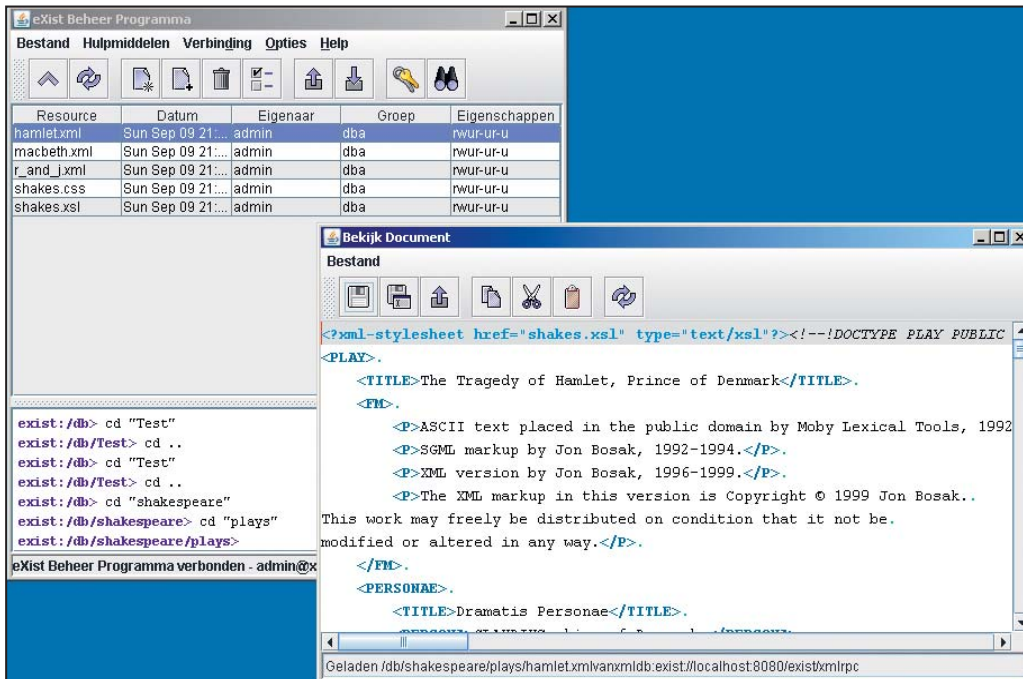 eXist Beheer Programma
Bestand Hulpmiddelen Verbinding Opties Help
Resource Datum Eigenaar Groep Eigenschappen
hamlet.xml Sun Sep 09 21:... admin dba rwur-ur-u
macbeth.xml Sun Sep 09 21:... admin dba rwur-ur-u
r_and_j.xml Sun Sep 09 21:... admin dba rwur-ur-u
shakes.css Sun Sep 09 21:... admin dba rwur-ur-u
shakes.xsl Sun Sep 09 21:... admin dba rwur-ur-u
exist:/db> cd "Test"
exist:/db/Test> cd ..
exist:/db> cd "Test"
exist:/db/Test> cd ..
exist:/db> cd "shakespeare"
exist:/db/shakespeare> cd "plays"
exist:/db/shakespeare/plays>
eXist Beheer Programma verbonden - admin@x
Bekijk Document
Bestand
<?xml-stylesheet href="shakes.xsl" type="text/xsl"?><!--!DOCTYPE PLAY PUBLIC
<PLAY>.
<TITLE>The Tragedy of Hamlet, Prince of Denmark</TITLE>.
<FM>.
<P>ASCII text placed in the public domain by Moby Lexical Tools, 1992
<P>SGML markup by Jon Bosak, 1992-1994.</P>.
<P>XML version by Jon Bosak, 1996-1999.</P>.
<P>The XML markup in this version is Copyright © 1999 Jon Bosak..
This work may freely be distributed on condition that it not be.
modified or altered in any way.</P>.
</FM>.
<PERSONAE>.
<TITLE>Dramatis Personae</TITLE>.
Geladen /db/shakespeare/plays/hamlet.xmlvanxmldb:exist://localhost:8080/exist/xmlrpc